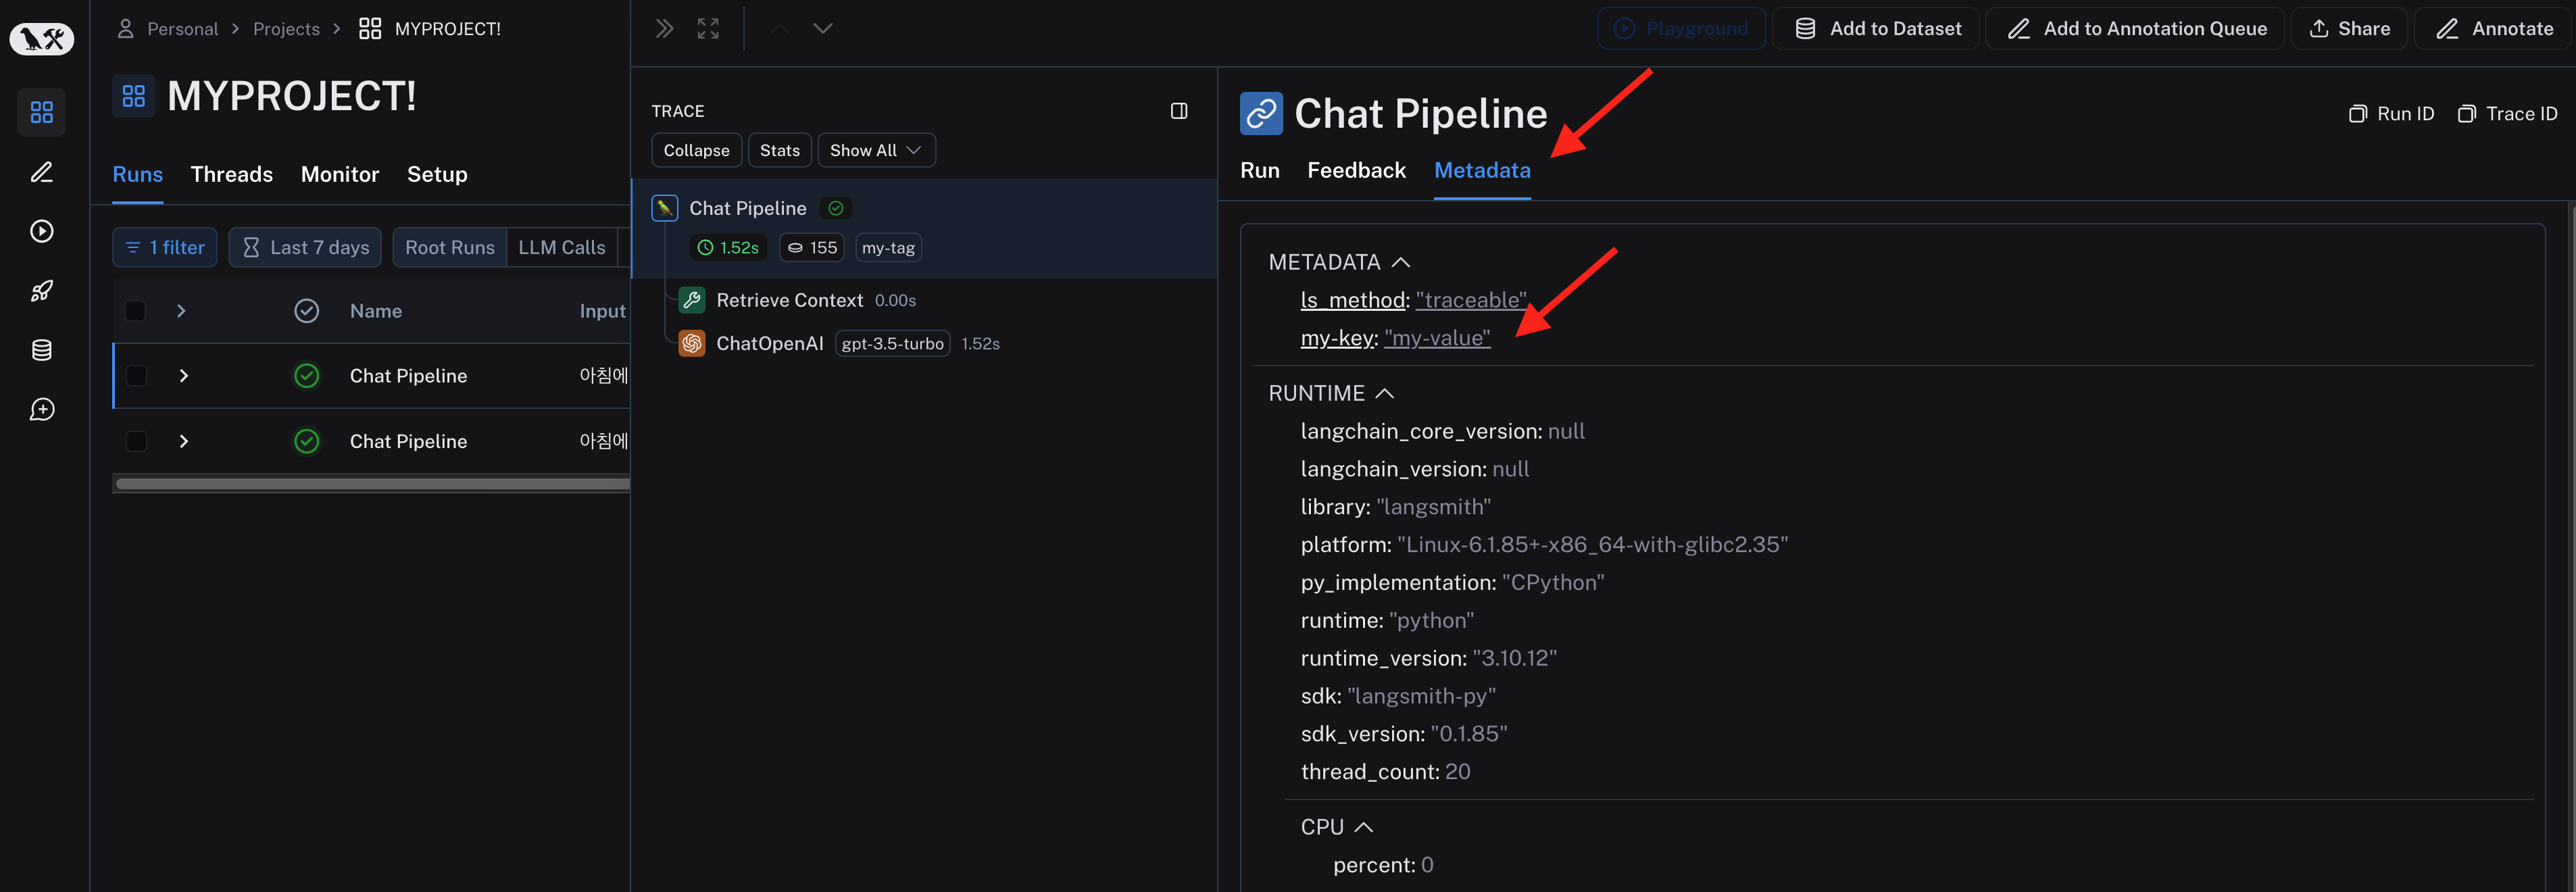 Personal > Projects > MYPROJECT!
MYPROJECT!
Runs Threads Monitor Setup
1 filter Last 7 days Root Runs LLM Calls
Name Input
Chat Pipeline 아침에
Chat Pipeline 아침에
TRACE
Collapse Stats Show All
Chat Pipeline
1.52s 155 my-tag
Retrieve Context 0.00s
ChatOpenAI gpt-3.5-turbo 1.52s
Playground Add to Dataset Add to Annotation Queue Share Annotate
Chat Pipeline
Run ID Trace ID
Run Feedback Metadata
METADATA
ls_method: "traceable"
my-key: "my-value"
RUNTIME
langchain_core_version: null
langchain_version: null
library: "langsmith"
platform: "Linux-6.1.85+-x86_64-with-glibc2.35"
py_implementation: "CPython"
runtime: "python"
runtime_version: "3.10.12"
sdk: "langsmith-py"
sdk_version: "0.1.85"
thread_count: 20
CPU
percent: 0